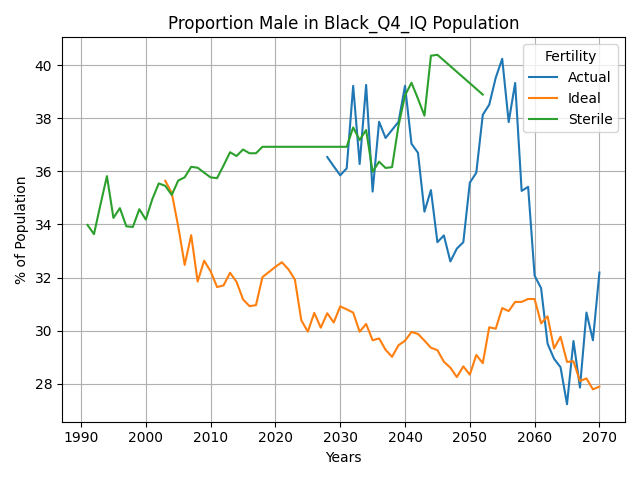 Proportion Male in Black_Q4_IQ Population
Fertility
Actual
Ideal
Sterile
% of Population
40
38
36
34
32
30
28
1990 2000 2010 2020 2030 2040 2050 2060 2070
Years